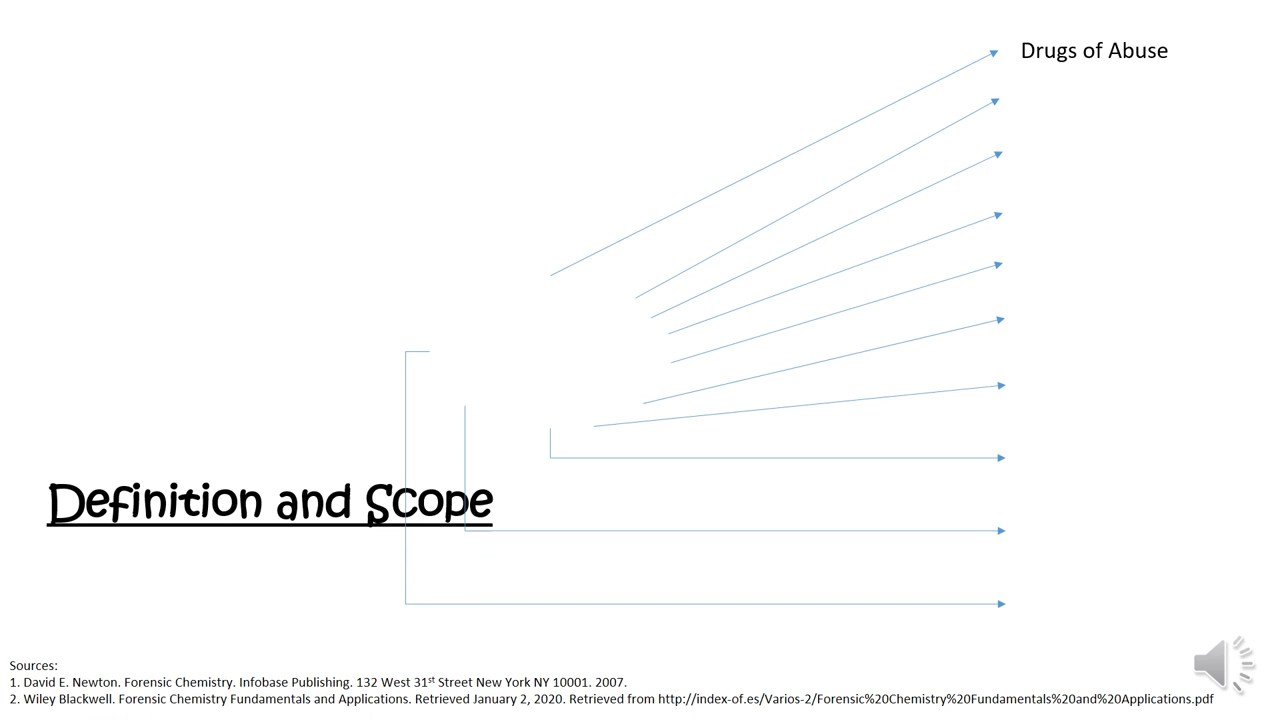 Drugs of Abuse
Definition and Scope
Sources:
1. David E. Newton. Forensic Chemistry. Infobase Publishing. 132 West 31st Street New York NY 10001. 2007.
2. Wiley Blackwell. Forensic Chemistry Fundamentals and Applications. Retrieved January 2, 2020. Retrieved from http://index-of.es/Varios-2/Forensic%20Chemistry%20Fundamentals%20and%20Applications.pdf